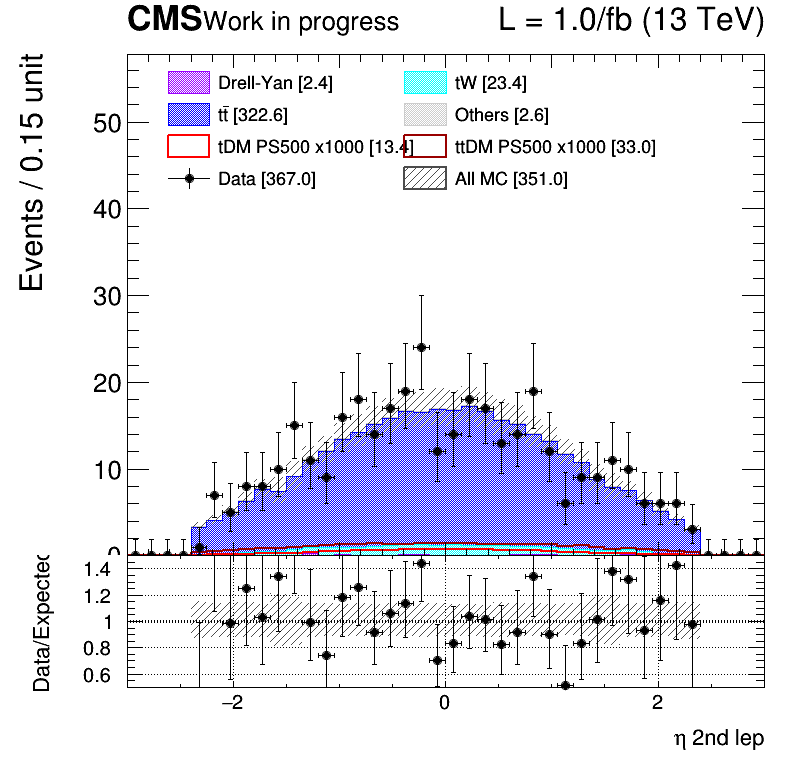 CMS Work in progress L = 1.0/fb (13 TeV)
Events / 0.15 unit
Drell-Yan [2.4] tW [23.4]
tt̄ [322.6] Others [2.6]
tDM PS500 x1000 [13.4] ttDM PS500 x1000 [33.0]
Data [367.0] All MC [351.0]
50
40
30
20
10
0
Data/Expected
1.4
1.2
1
0.8
0.6
−2 0 2
η 2nd lep